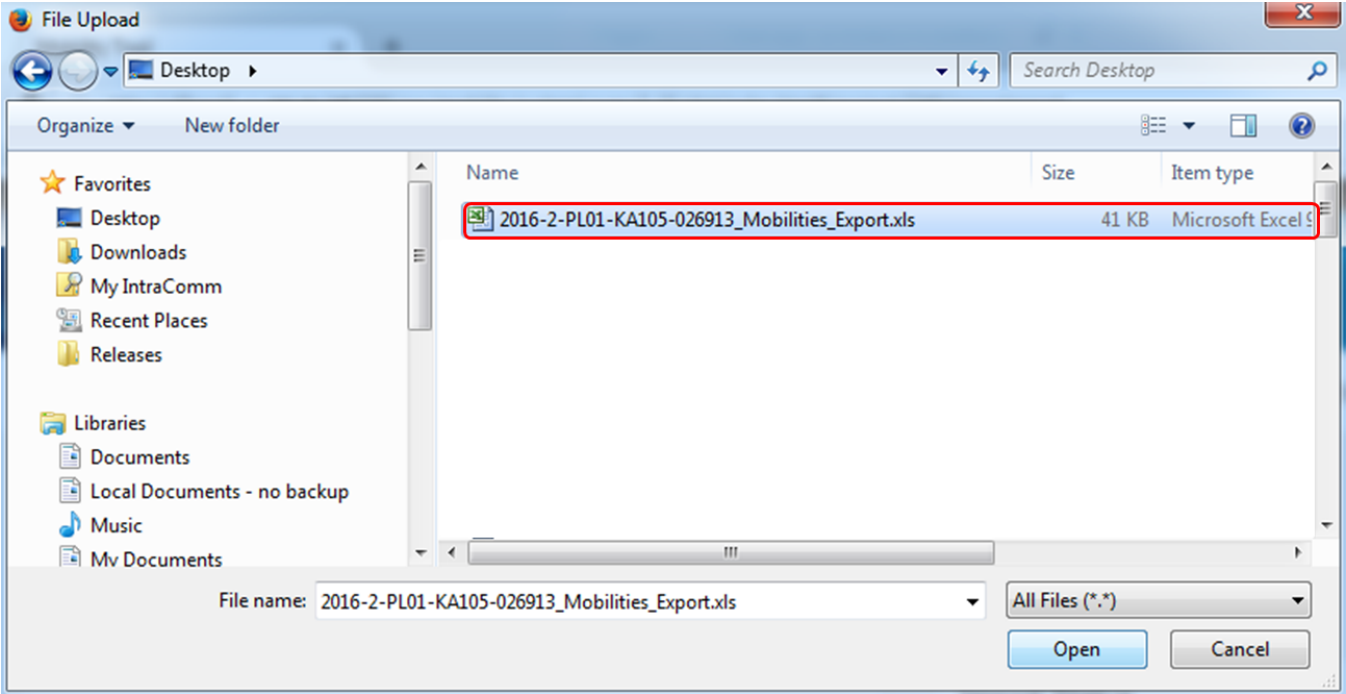 File Upload
X
Desktop
Search Desktop
Organize
New folder
?
Favorites
Desktop
Downloads
My IntraComm
Recent Places
Releases
Libraries
Documents
Local Documents - no backup
Music
My Documents
Name Size Item type
2016-2-PL01-KA105-026913_Mobilities_Export.xls 41 KB Microsoft Excel 9
File name: 2016-2-PL01-KA105-026913_Mobilities_Export.xls All Files (*.*)
Open Cancel